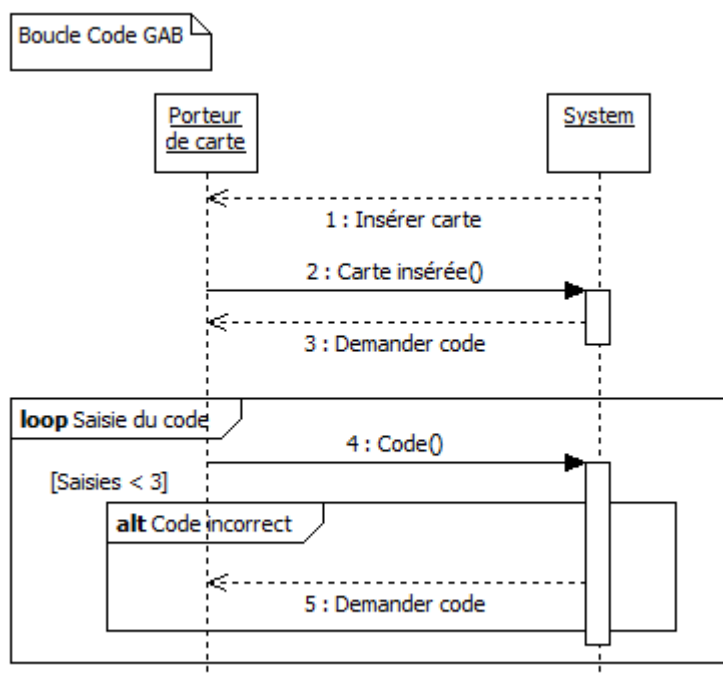 Boucle Code GAB
Porteur
de carte
System
1 : Insérer carte
2 : Carte insérée()
3 : Demander code
loop Saisie du code
4 : Code()
[Saisies < 3]
alt Code incorrect
5 : Demander code